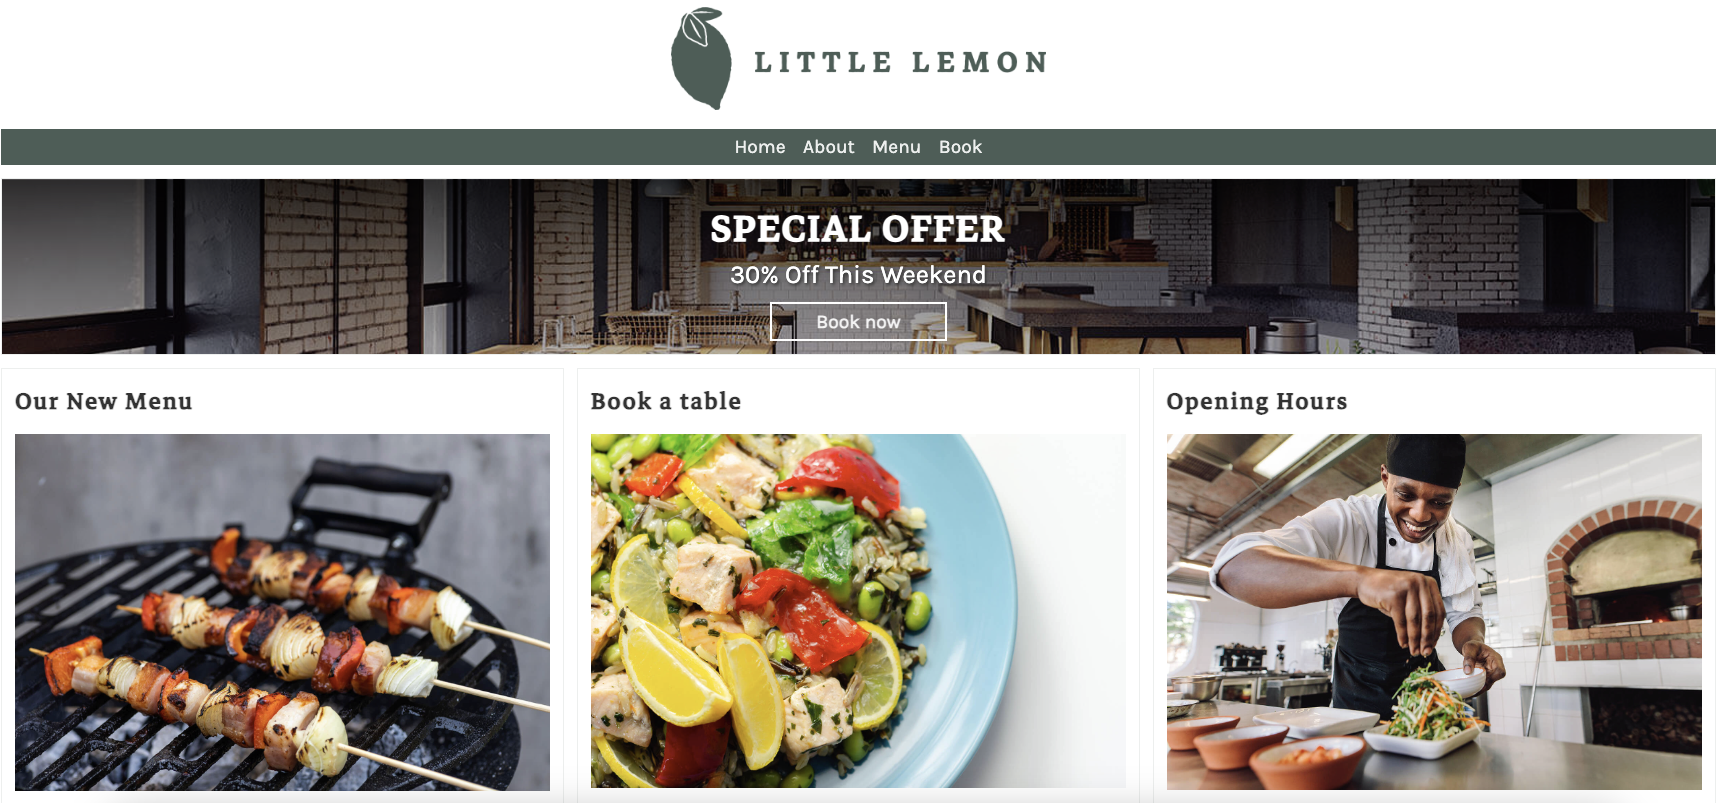 LITTLE LEMON
Home About Menu Book
SPECIAL OFFER
30% Off This Weekend
Book now
Our New Menu
Book a table
Opening Hours